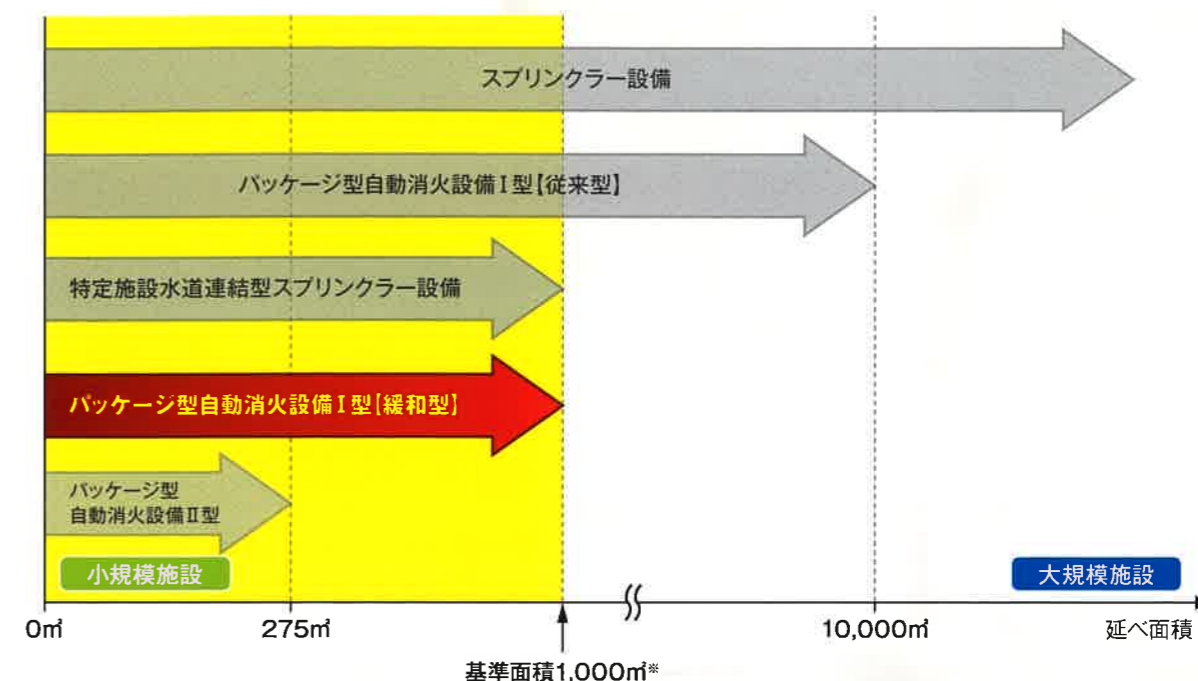 スプリンクラー設備
パッケージ型自動消火設備Ⅰ型【従来型】
特定施設水道連結型スプリンクラー設備
パッケージ型自動消火設備Ⅰ型【緩和型】
パッケージ型
自動消火設備Ⅱ型
小規模施設
大規模施設
0㎡
275㎡
10,000㎡
延べ面積
基準面積1,000㎡※